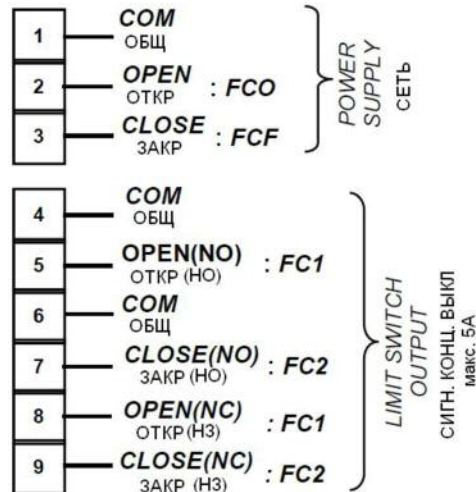 1
COM
ОБЩ
2
OPEN : FCO
ОТКР
3
CLOSE : FCF
ЗАКР
POWER
SUPPLY
СЕТЬ
4
COM
ОБЩ
5
OPEN(NO) : FC1
ОТКР (НО)
6
COM
ОБЩ
7
CLOSE(NO) : FC2
ЗАКР (НО)
8
OPEN(NC) : FC1
ОТКР(НЗ)
9
CLOSE(NC) : FC2
ЗАКР (НЗ)
LIMIT SWITCH
OUTPUT
СИГН. КОНЦ. ВЫКЛ
макс. 5А